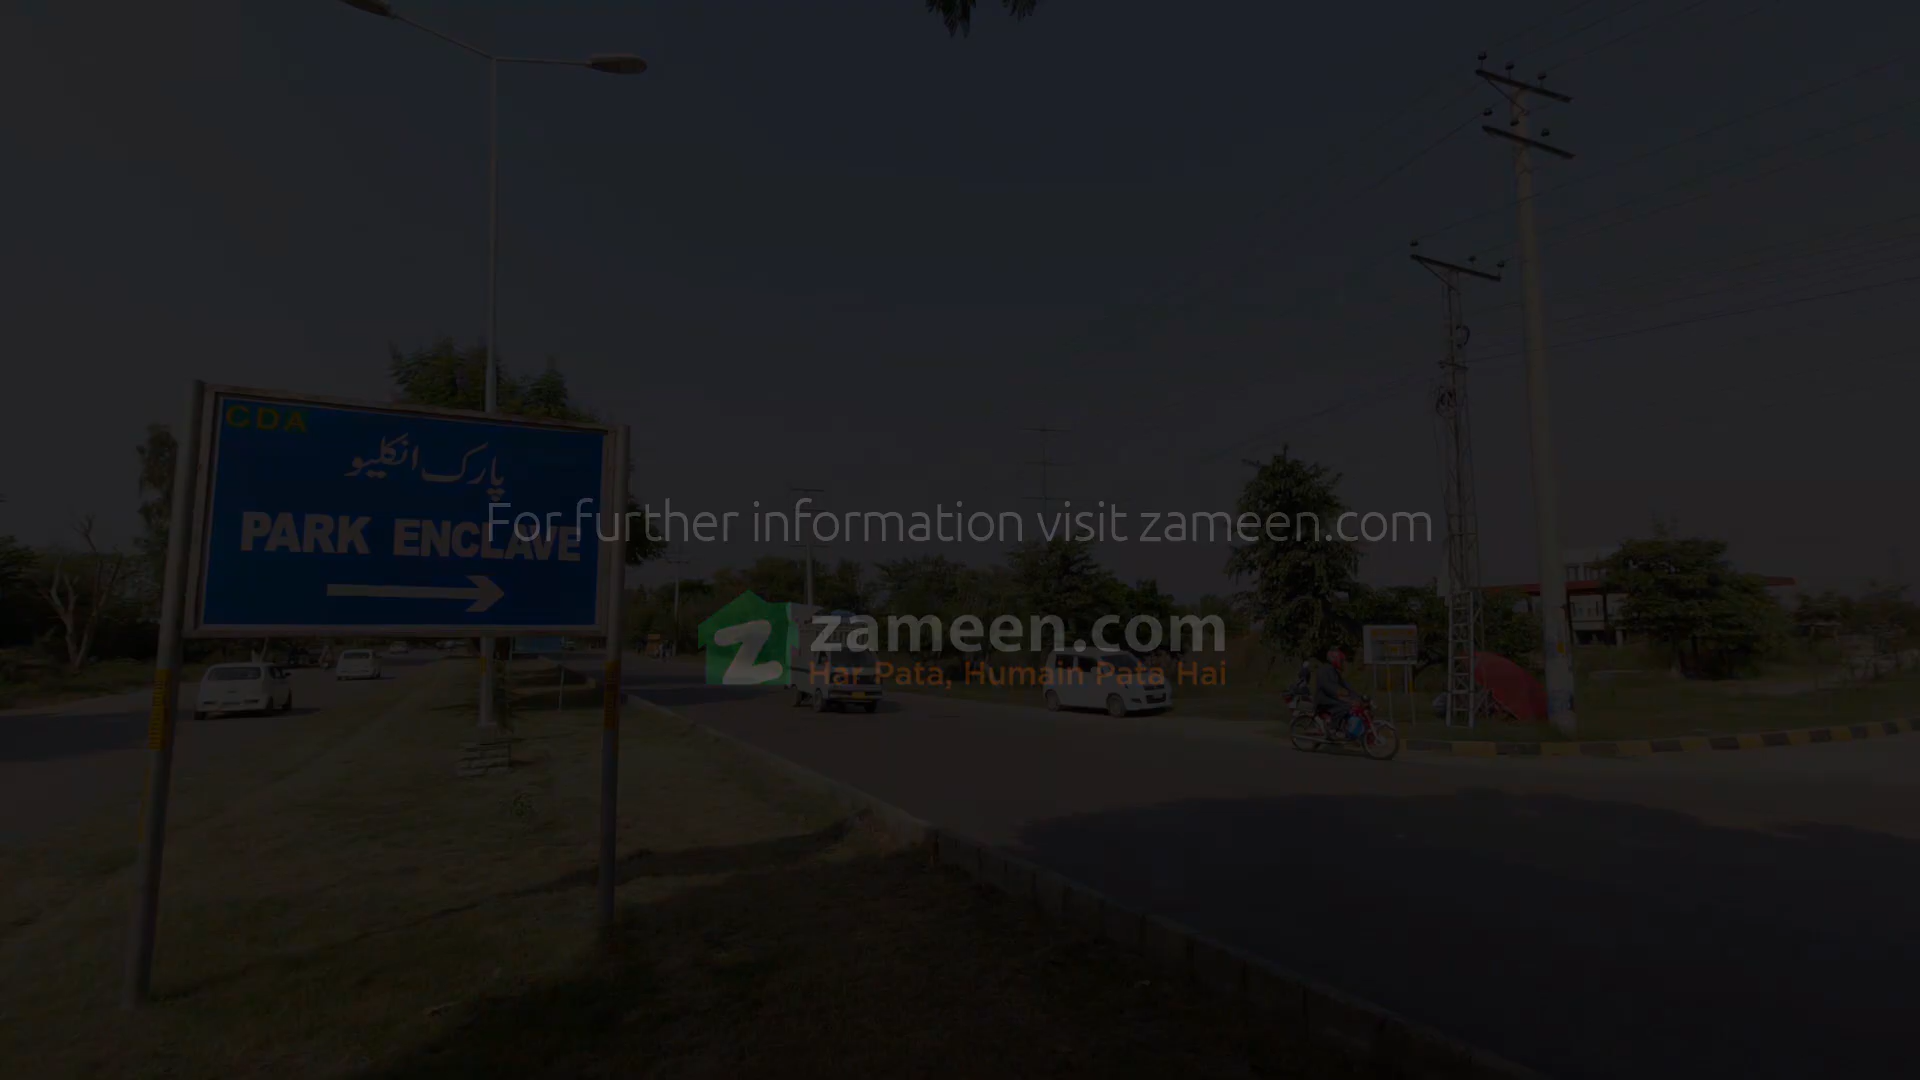 CDA
پارک انکلیو
PARK ENCLAVE
For further information visit zameen.com
zameen.com
Har Pata, Humain Pata Hai